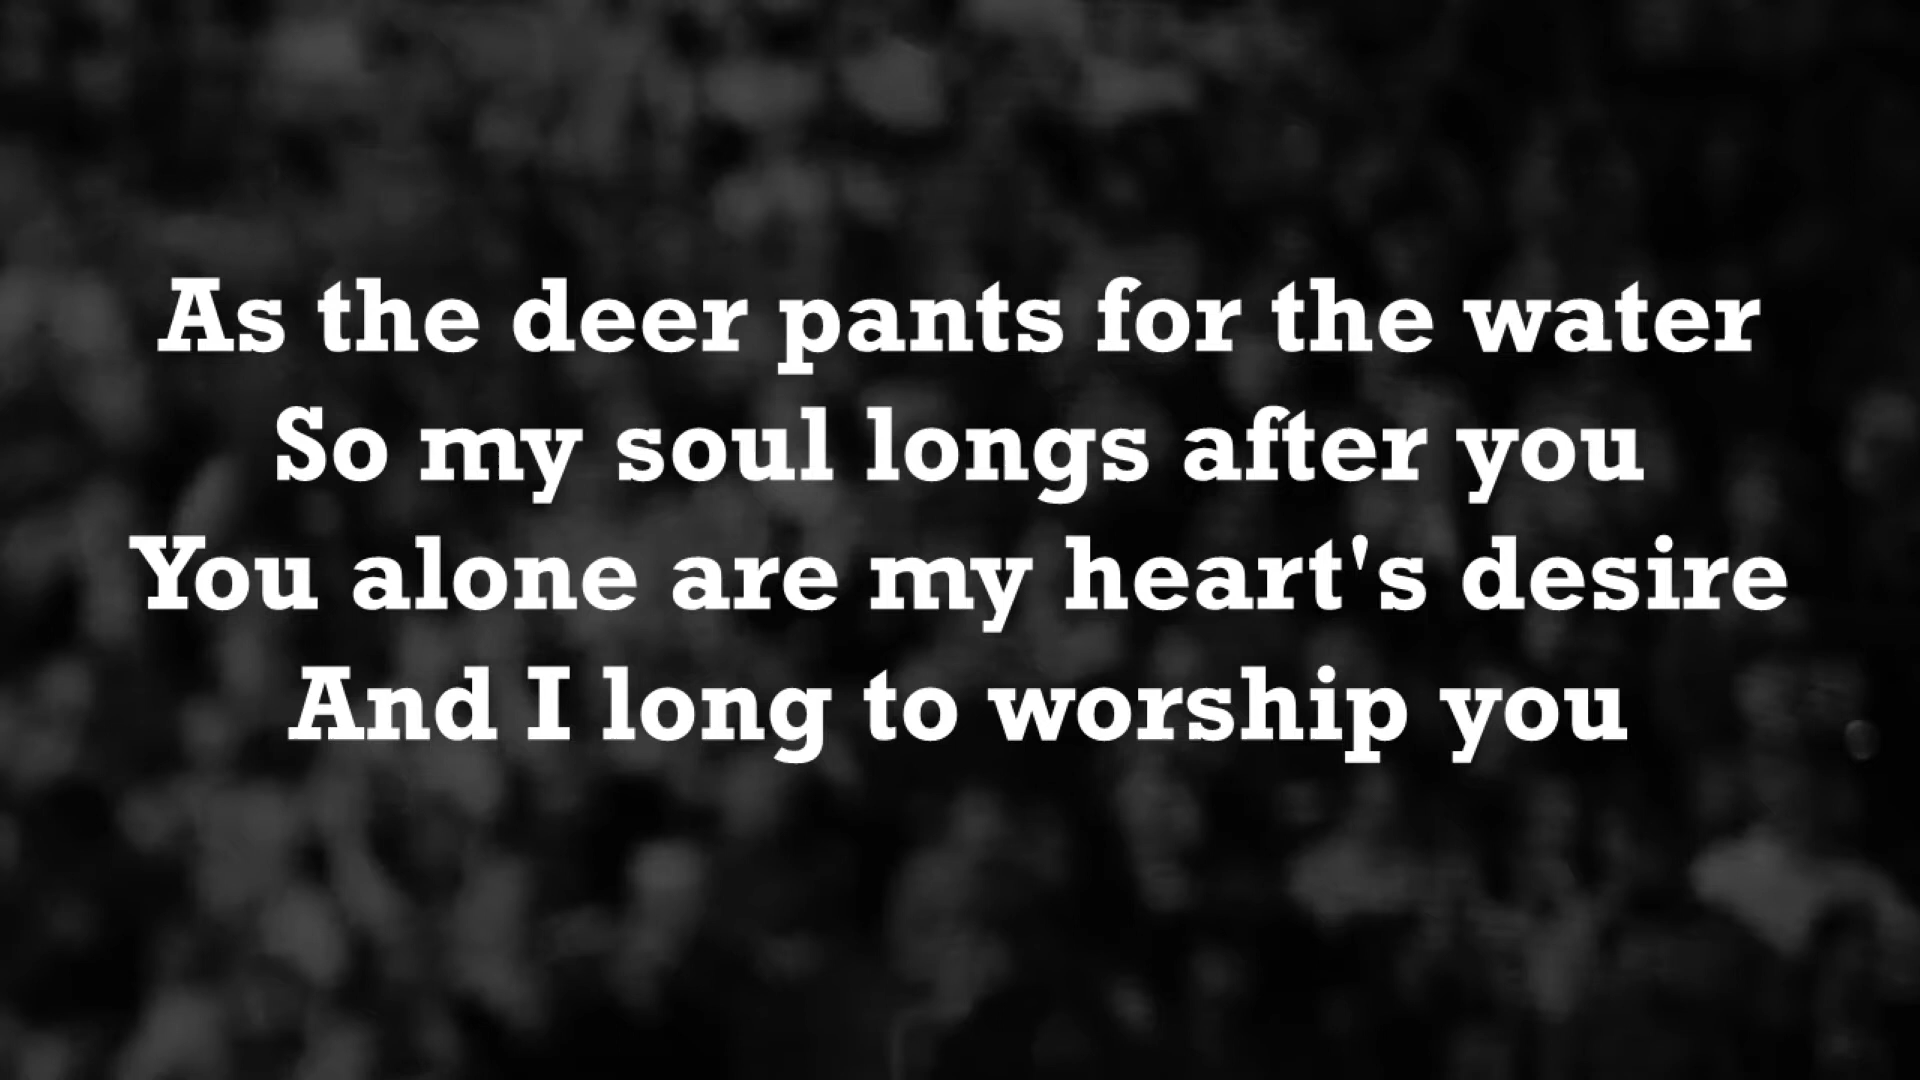 As the deer pants for the water
So my soul longs after you
You alone are my heart's desire
And I long to worship you